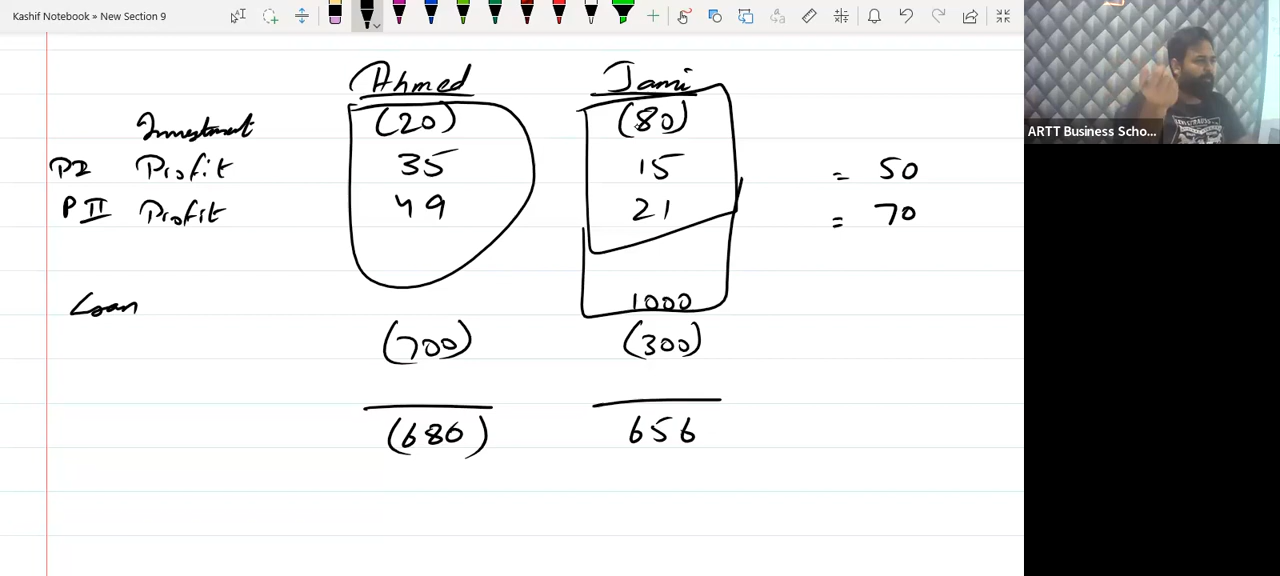 Kashif Notebook » New Section 9
Ahmed Jami
Investment (20) (80)
PI Profit 35 15 = 50
PII Profit 49 21 = 70
Loan 1000
(700) (300)
(686) 656
ARTT Business Scho...